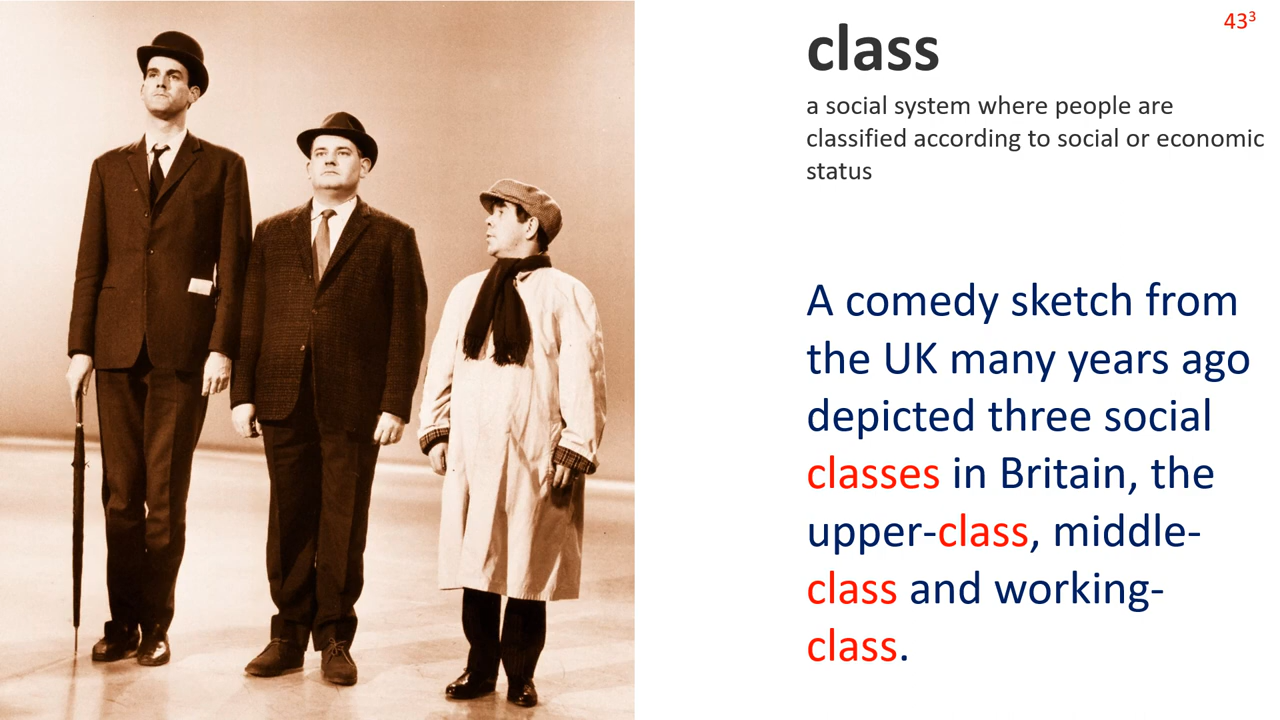 43³
class
a social system where people are
classified according to social or economic
status
A comedy sketch from
the UK many years ago
depicted three social
classes in Britain, the
upper-class, middle-
class and working-
class.